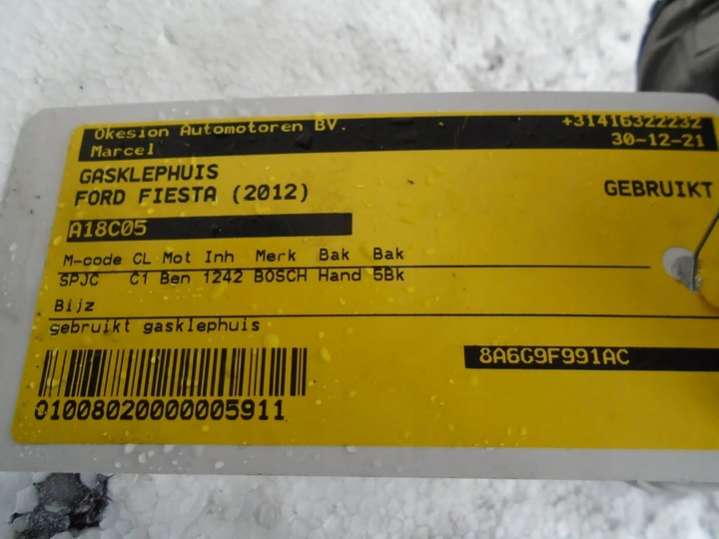 Okesion Automotoren BV. +31416322232
Marcel 30-12-21
GASKLEPHUIS
FORD FIESTA (2012) GEBRUIKT
A18C05
M-code CL Mot Inh Merk Bak Bak
SPJC C1 Ben 1242 BOSCH Hand 5Bk
Bijz
gebruikt gasklephuis
8A6G9F991AC
01008020000005911